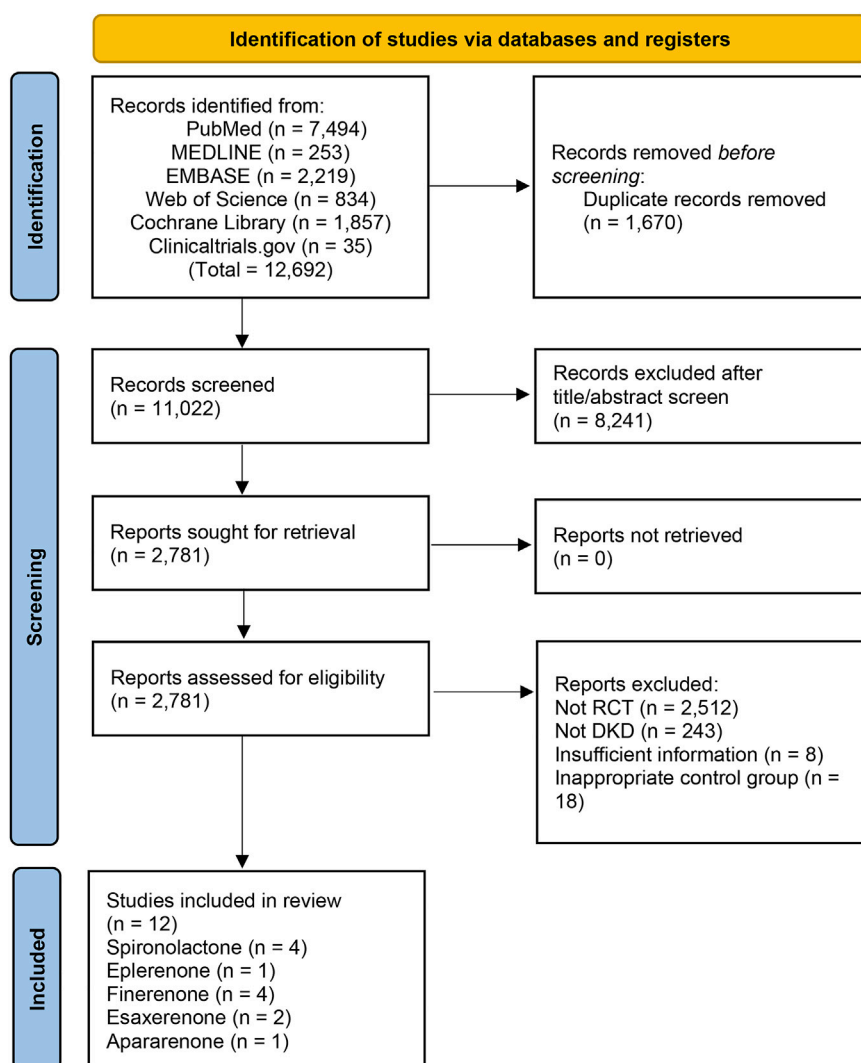 Identification of studies via databases and registers
Identification
Records identified from:
PubMed (n = 7,494)
MEDLINE (n = 253)
EMBASE (n = 2,219)
Web of Science (n = 834)
Cochrane Library (n = 1,857)
Clinicaltrials.gov (n = 35)
(Total = 12,692)
Records removed before
screening:
Duplicate records removed
(n = 1,670)
Screening
Records screened
(n = 11,022)
Records excluded after
title/abstract screen
(n = 8,241)
Reports sought for retrieval
(n = 2,781)
Reports not retrieved
(n = 0)
Reports assessed for eligibility
(n = 2,781)
Reports excluded:
Not RCT (n = 2,512)
Not DKD (n = 243)
Insufficient information (n = 8)
Inappropriate control group (n =
18)
Included
Studies included in review
(n = 12)
Spironolactone (n = 4)
Eplerenone (n = 1)
Finerenone (n = 4)
Esaxerenone (n = 2)
Apararenone (n = 1)